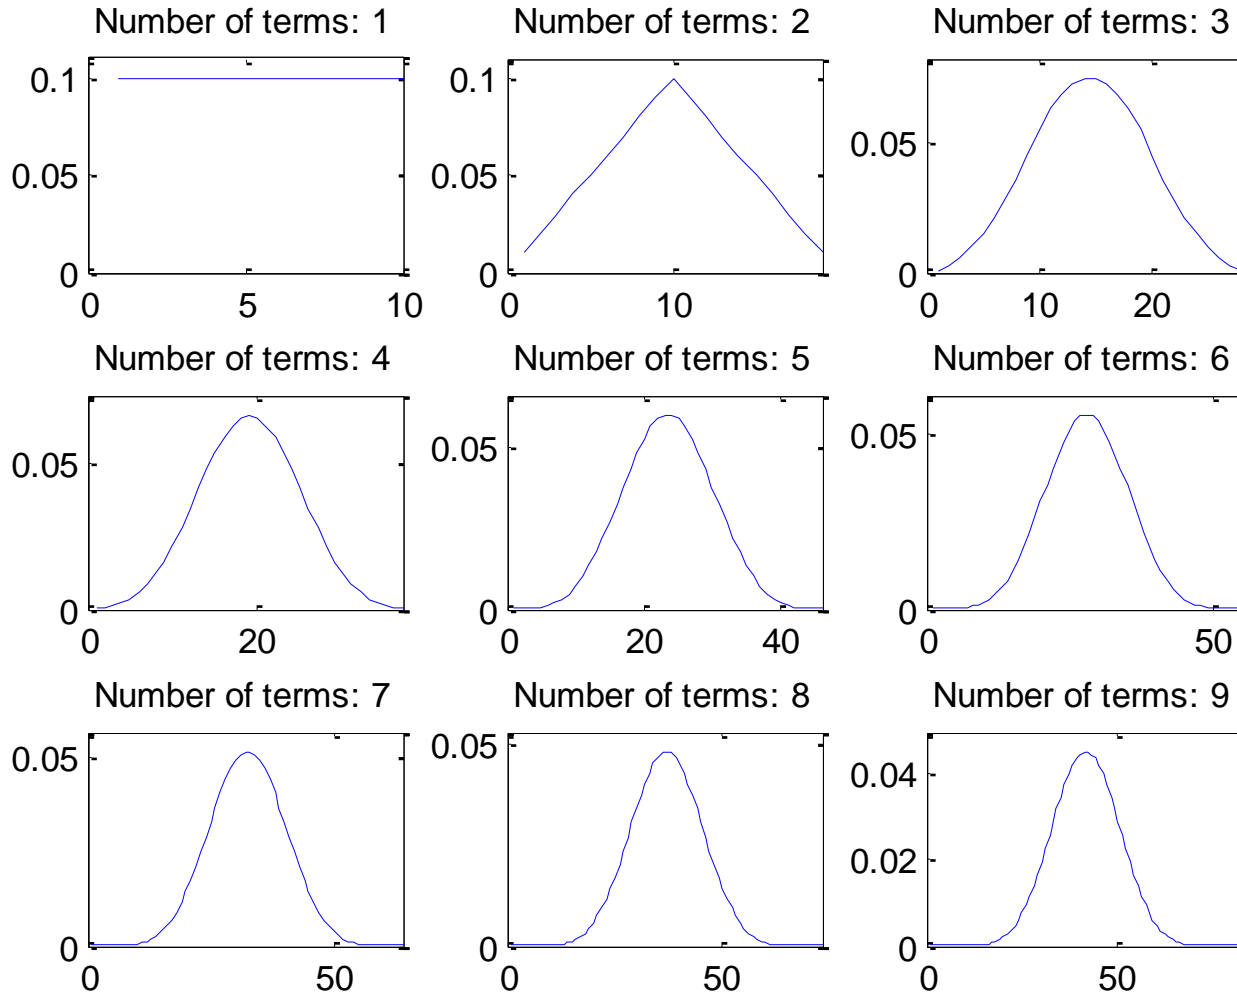 Number of terms: 1
0.1
0.05
0
0 5 10
Number of terms: 2
0.1
0.05
0
0 10
Number of terms: 3
0.05
0
0 10 20
Number of terms: 4
0.05
0
0 20
Number of terms: 5
0.05
0
0 20 40
Number of terms: 6
0.05
0
0 50
Number of terms: 7
0.05
0
0 50
Number of terms: 8
0.05
0
0 50
Number of terms: 9
0.04
0.02
0
0 50